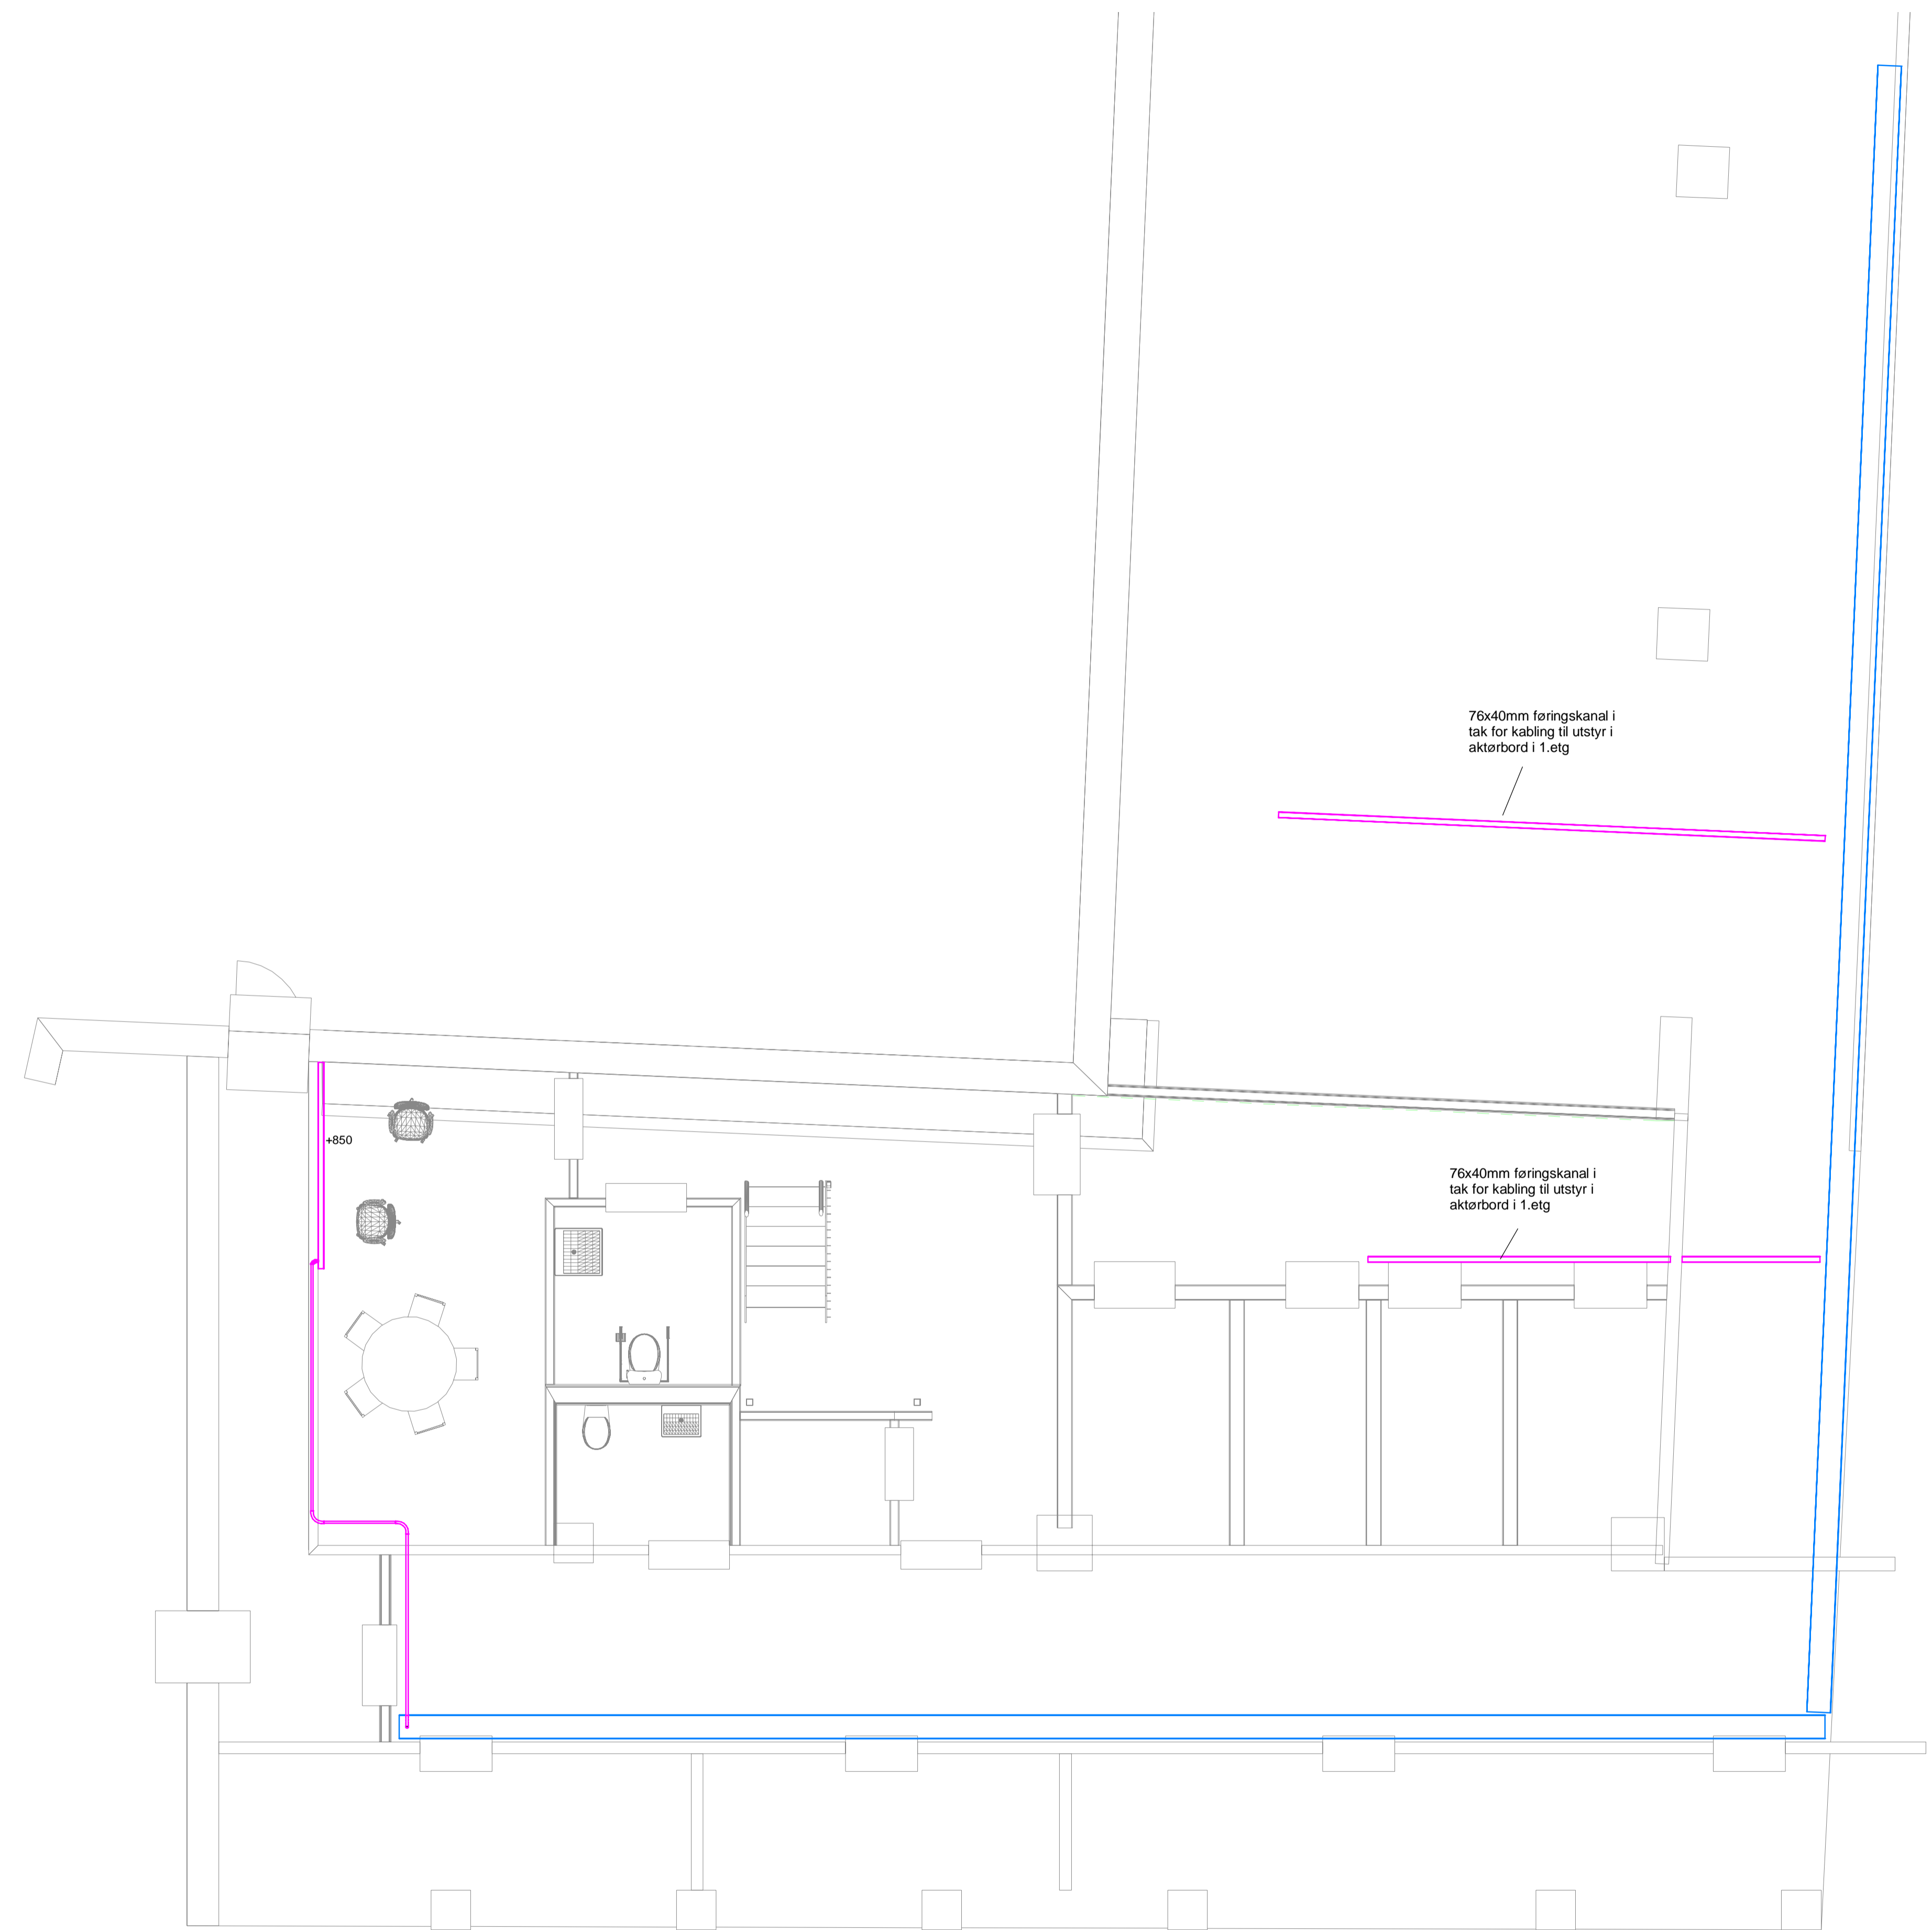 76x40mm føringskanal i
tak for kabling til utstyr i
aktørbord i 1.etg
+850
76x40mm føringskanal i
tak for kabling til utstyr i
aktørbord i 1.etg